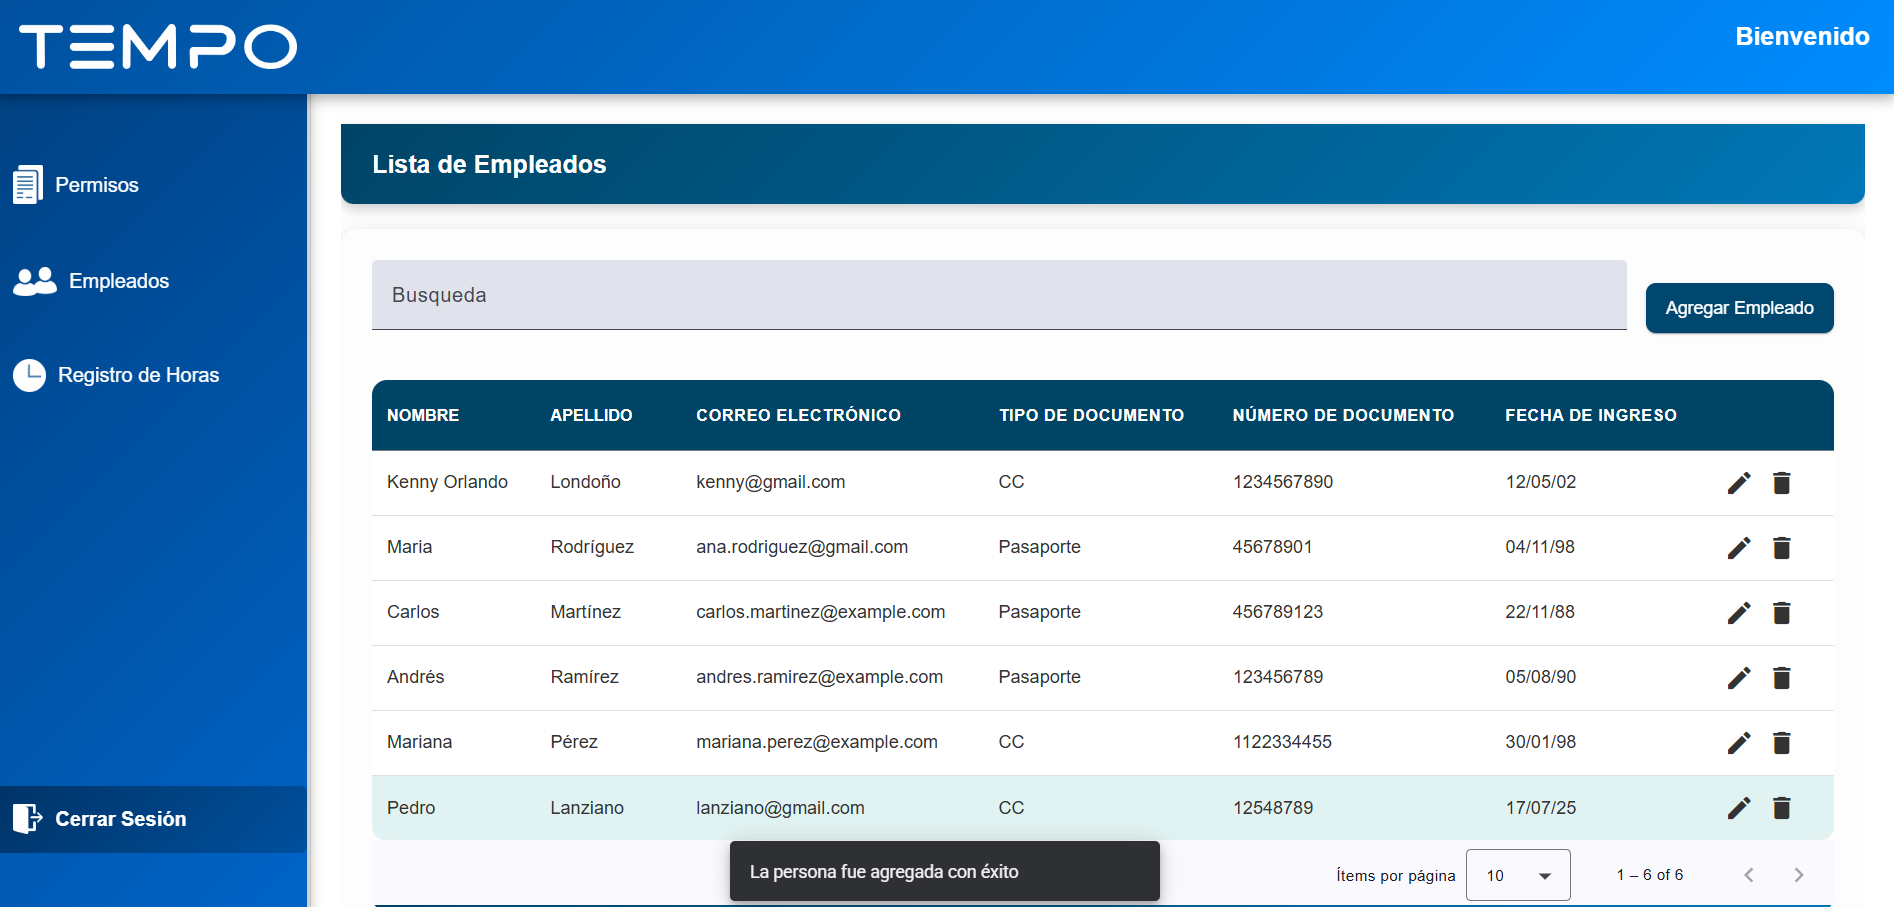 TEMPO
Bienvenido
Permisos
Empleados
Registro de Horas
Cerrar Sesión
Lista de Empleados
Busqueda
Agregar Empleado
NOMBRE APELLIDO CORREO ELECTRÓNICO TIPO DE DOCUMENTO NÚMERO DE DOCUMENTO FECHA DE INGRESO
Kenny Orlando Londoño kenny@gmail.com CC 1234567890 12/05/02
Maria Rodríguez ana.rodriguez@gmail.com Pasaporte 45678901 04/11/98
Carlos Martínez carlos.martinez@example.com Pasaporte 456789123 22/11/88
Andrés Ramírez andres.ramirez@example.com Pasaporte 123456789 05/08/90
Mariana Pérez mariana.perez@example.com CC 1122334455 30/01/98
Pedro Lanziano lanziano@gmail.com CC 12548789 17/07/25
La persona fue agregada con éxito
Ítems por página 10 1 – 6 of 6